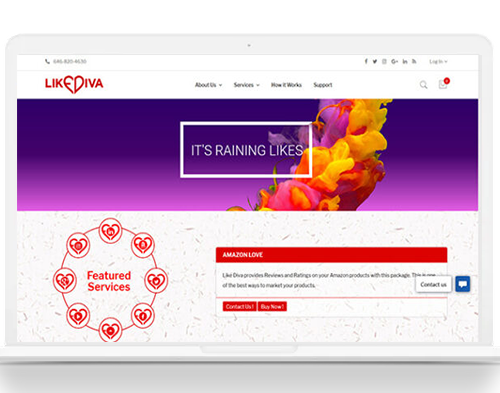 646-820-4636
Log In
LIKEDIVA
About Us
Services
How it Works
Support
IT'S RAINING LIKES
Featured
Services
AMAZON LOVE
Like Diva provides Reviews and Ratings on your Amazon products with this package. This is one
of the best ways to market your products.
Contact us
Contact Us!
Buy Now!